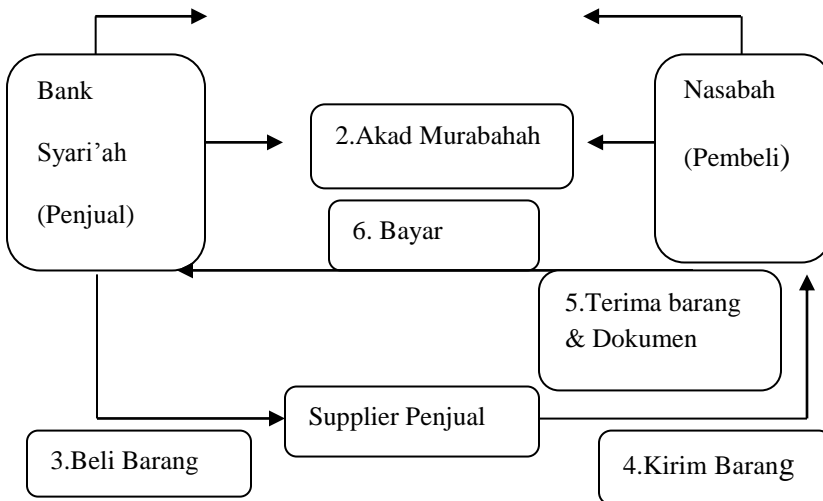 Bank
Syari’ah
(Penjual)
Nasabah
(Pembeli)
2.Akad Murabahah
6. Bayar
5.Terima barang
& Dokumen
Supplier Penjual
3.Beli Barang
4.Kirim Barang